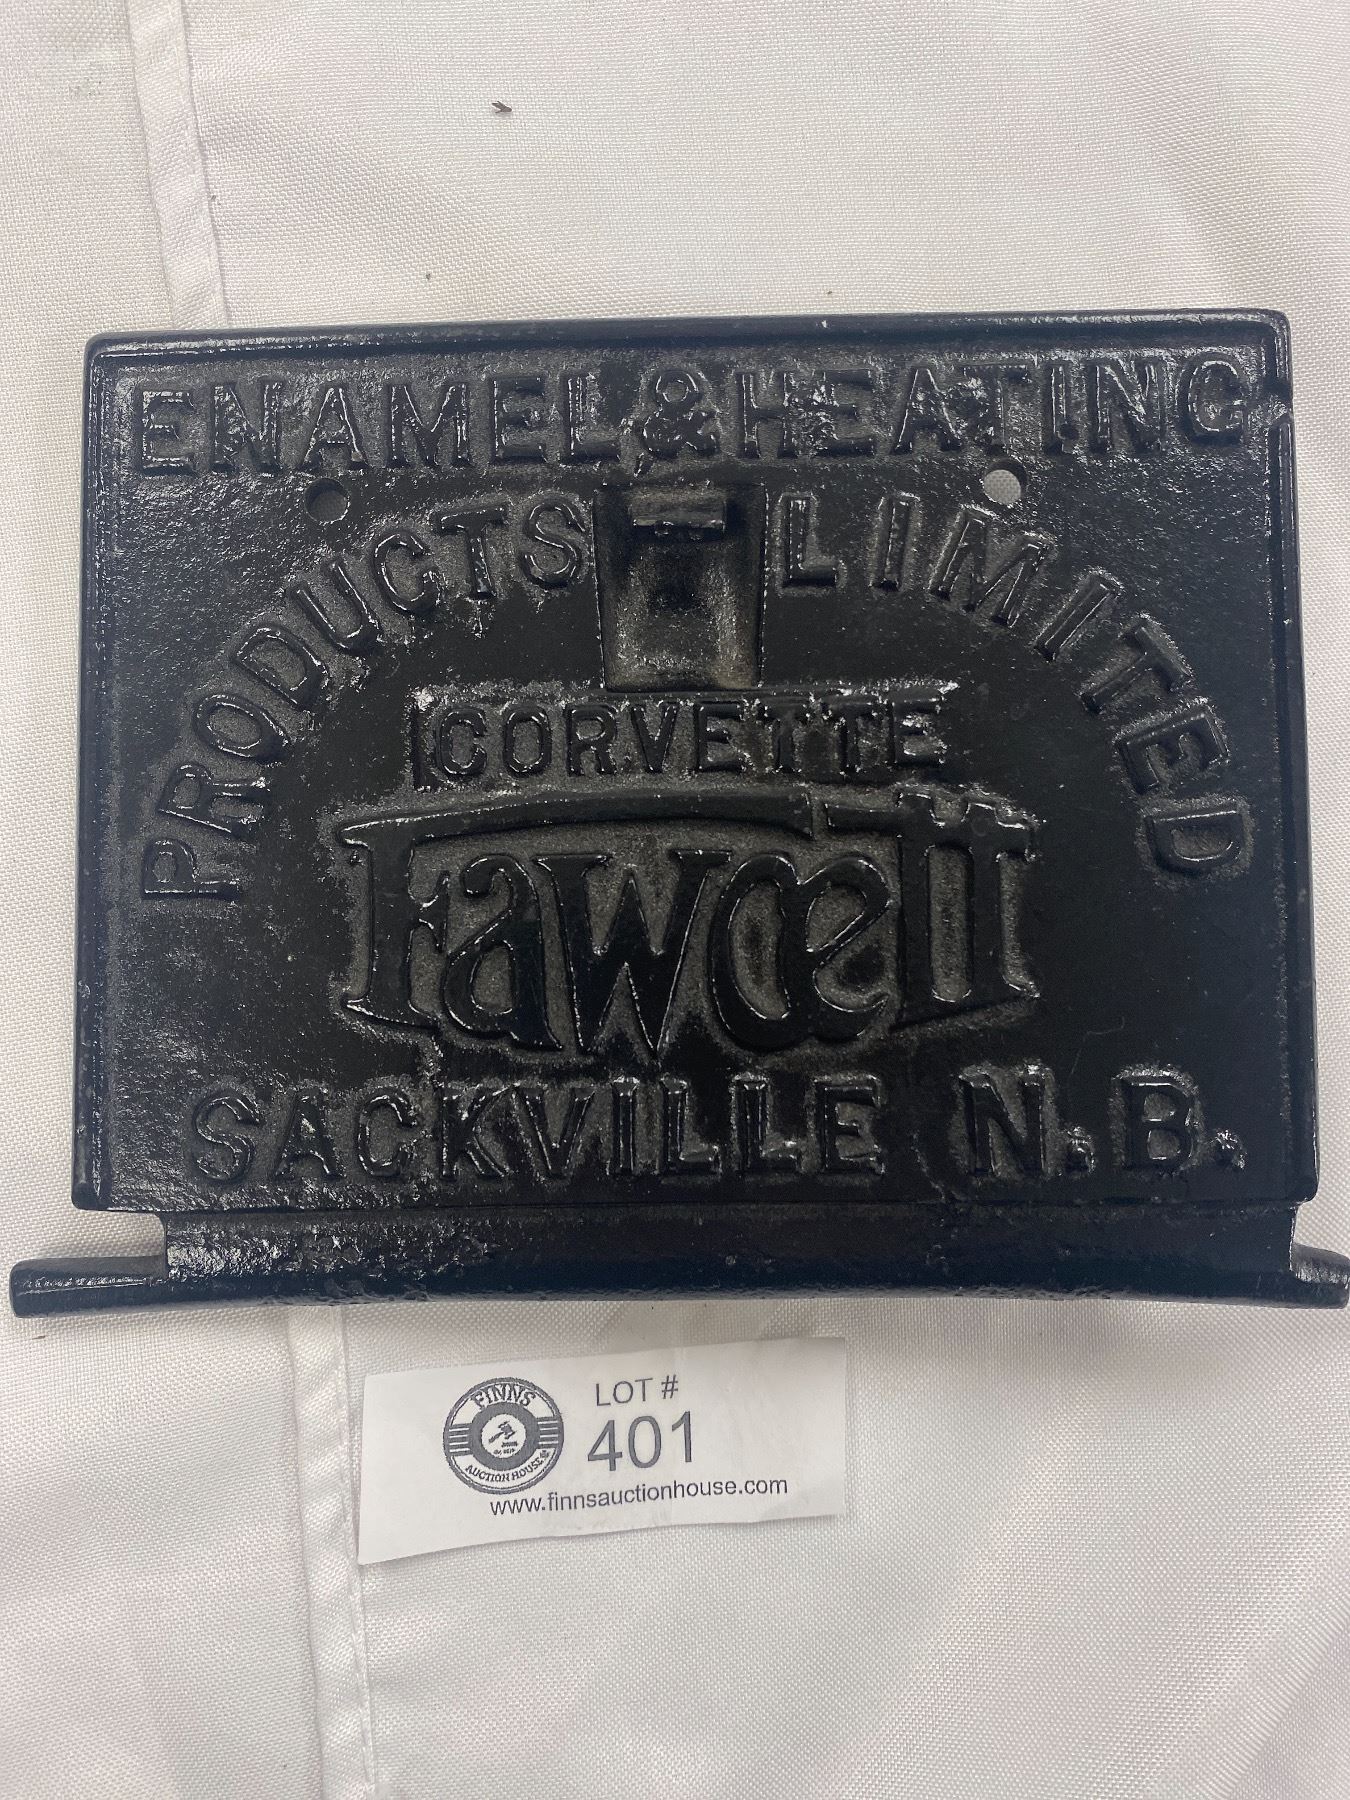 ENAMEL & HEATING
PRODUCTS LIMITED
CORVETTE
Fawcett
SACKVILLE N.B.
FINNS
AUCTION HOUSE
LOT #
401
www.finnsauctionhouse.com